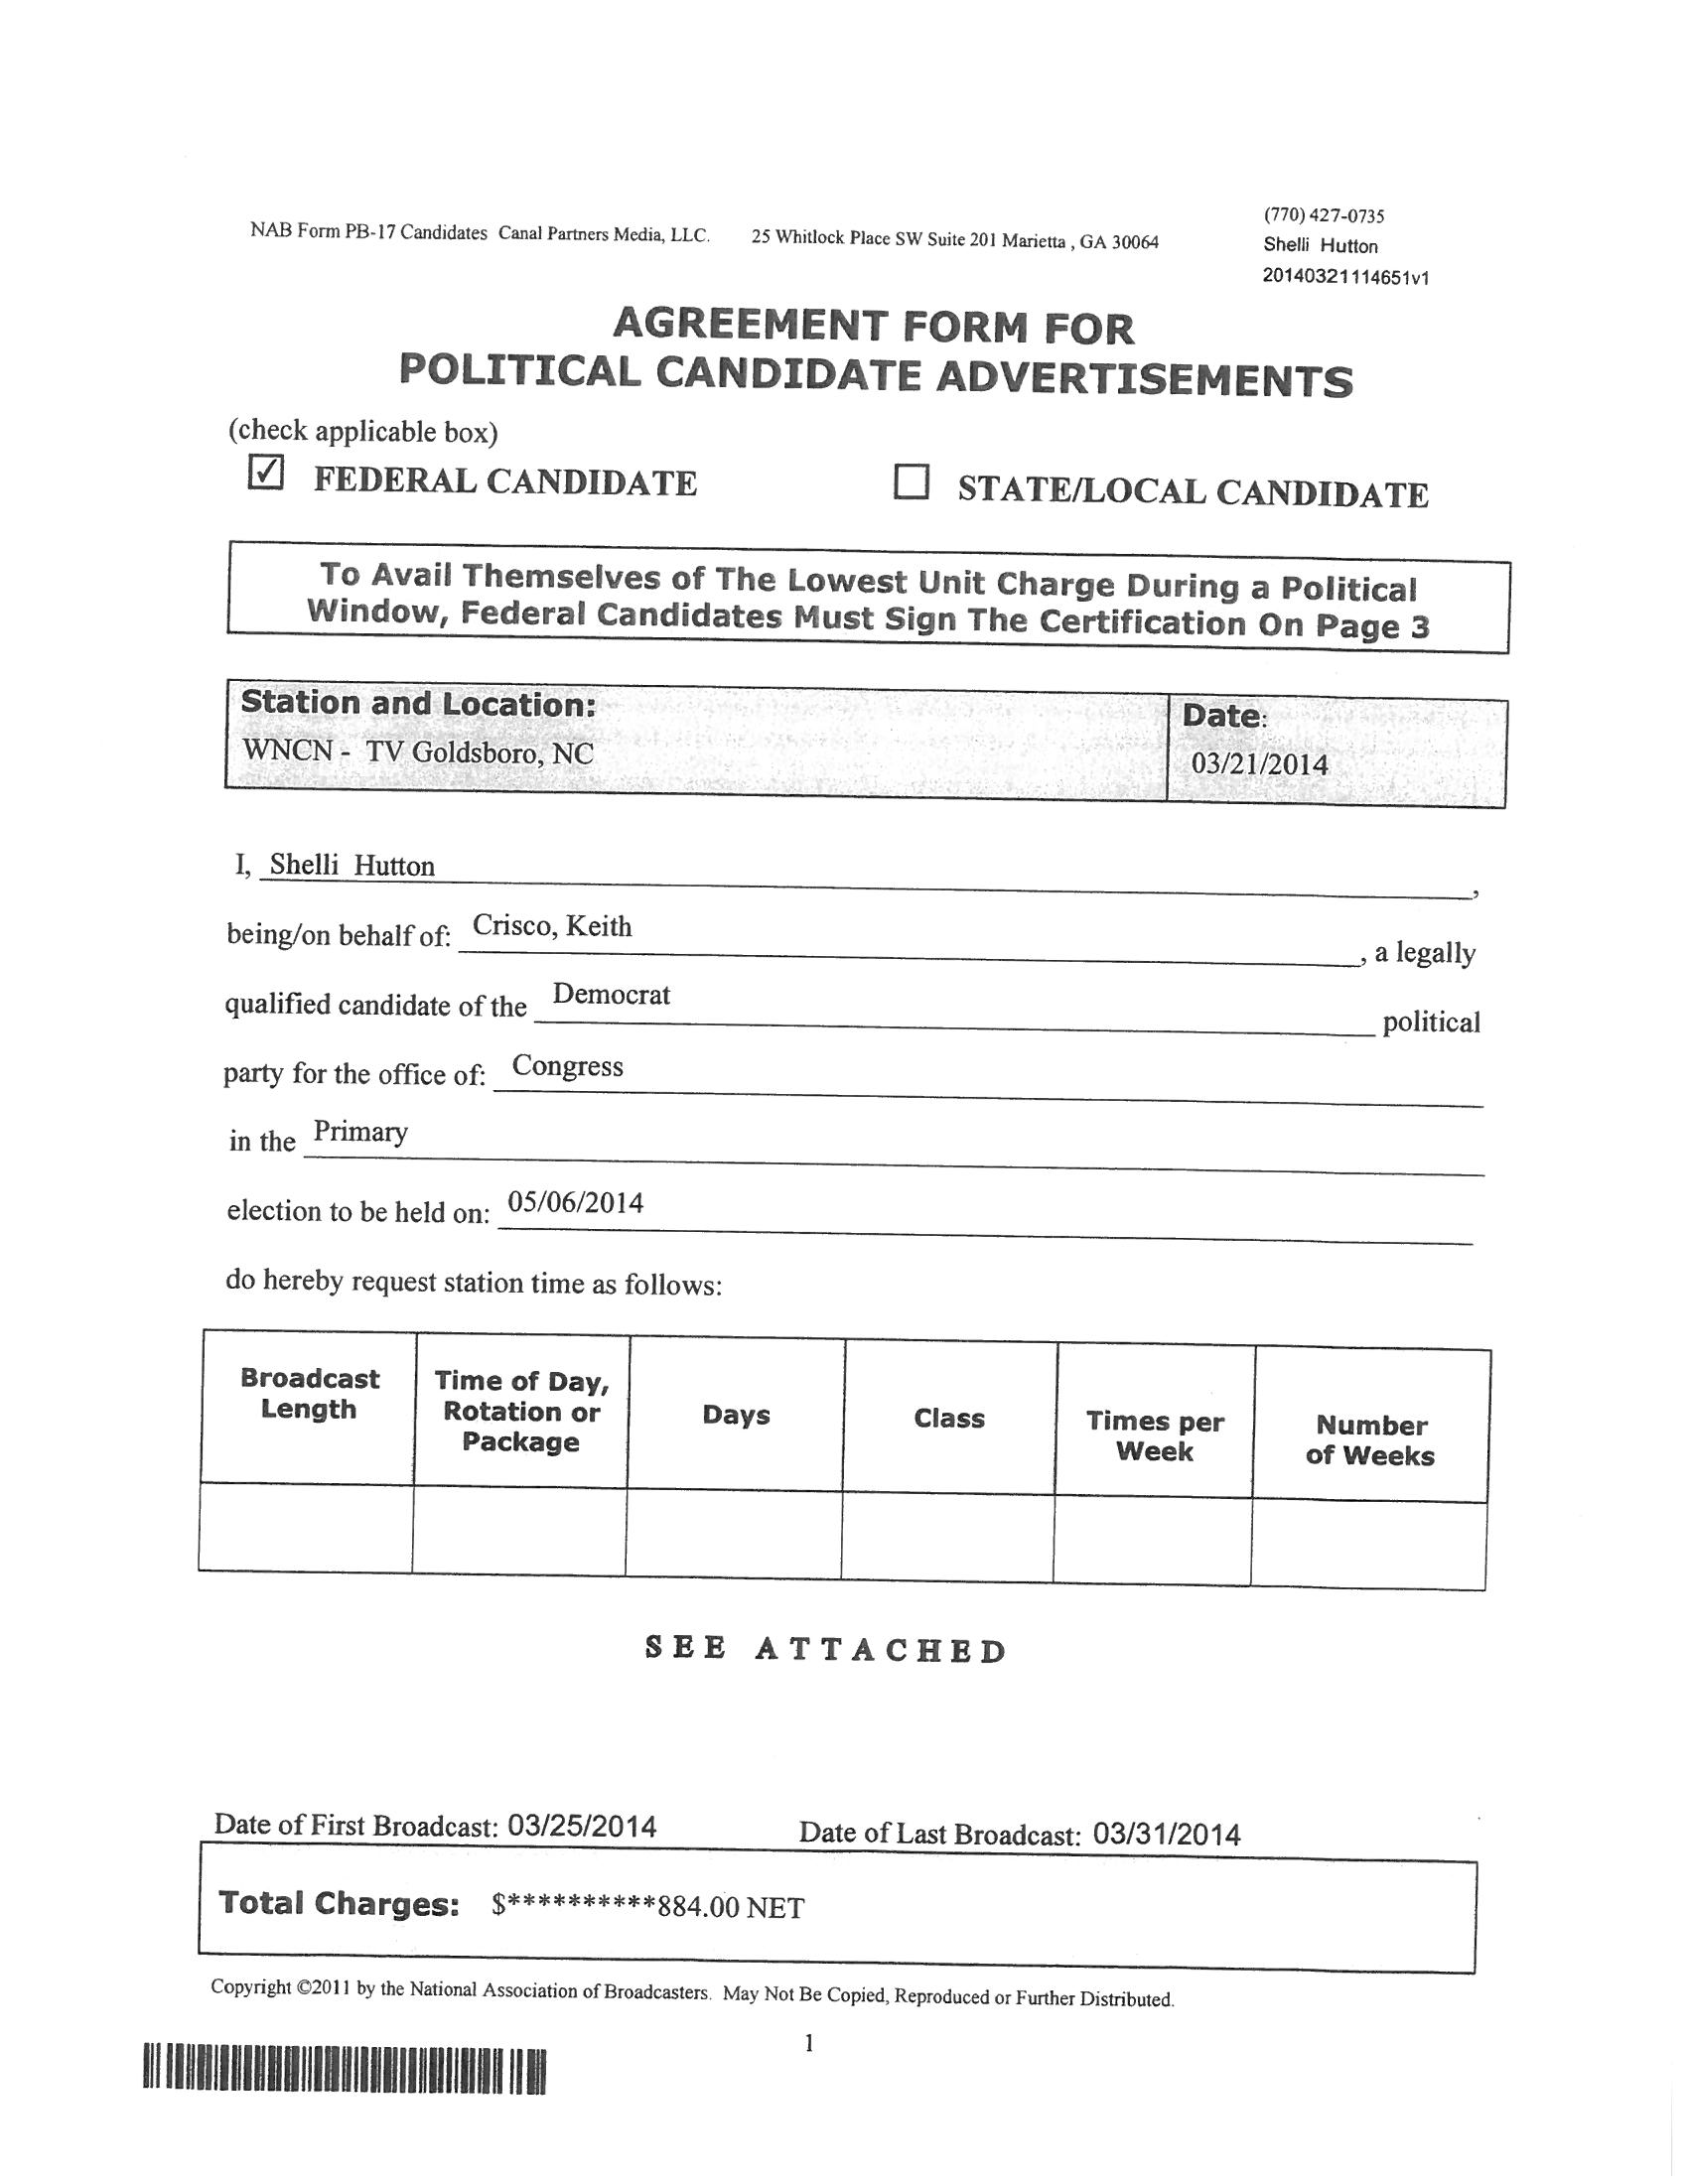 (770) 427-0735
NAB Form PB-17 Candidates Canal Partners Media, LLC. 25 Whitlock Place SW Suite 201 Marietta , GA 30064
Shelli Hutton
20140321114651v1
AGREEMENT FORM FOR
POLITICAL CANDIDATE ADVERTISEMENTS
(check applicable box)
☑ FEDERAL CANDIDATE ☐ STATE/LOCAL CANDIDATE
To Avail Themselves of The Lowest Unit Charge During a Political
Window, Federal Candidates Must Sign The Certification On Page 3
Station and Location: Date:
WNCN - TV Goldsboro, NC 03/21/2014
I, Shelli Hutton ,
being/on behalf of: Crisco, Keith , a legally
qualified candidate of the Democrat political
party for the office of: Congress
in the Primary
election to be held on: 05/06/2014
do hereby request station time as follows:
Broadcast Length Time of Day, Rotation or Package Days Class Times per Week Number of Weeks
SEE ATTACHED
Date of First Broadcast: 03/25/2014 Date of Last Broadcast: 03/31/2014
Total Charges: $**********884.00 NET
Copyright ©2011 by the National Association of Broadcasters. May Not Be Copied, Reproduced or Further Distributed.
1